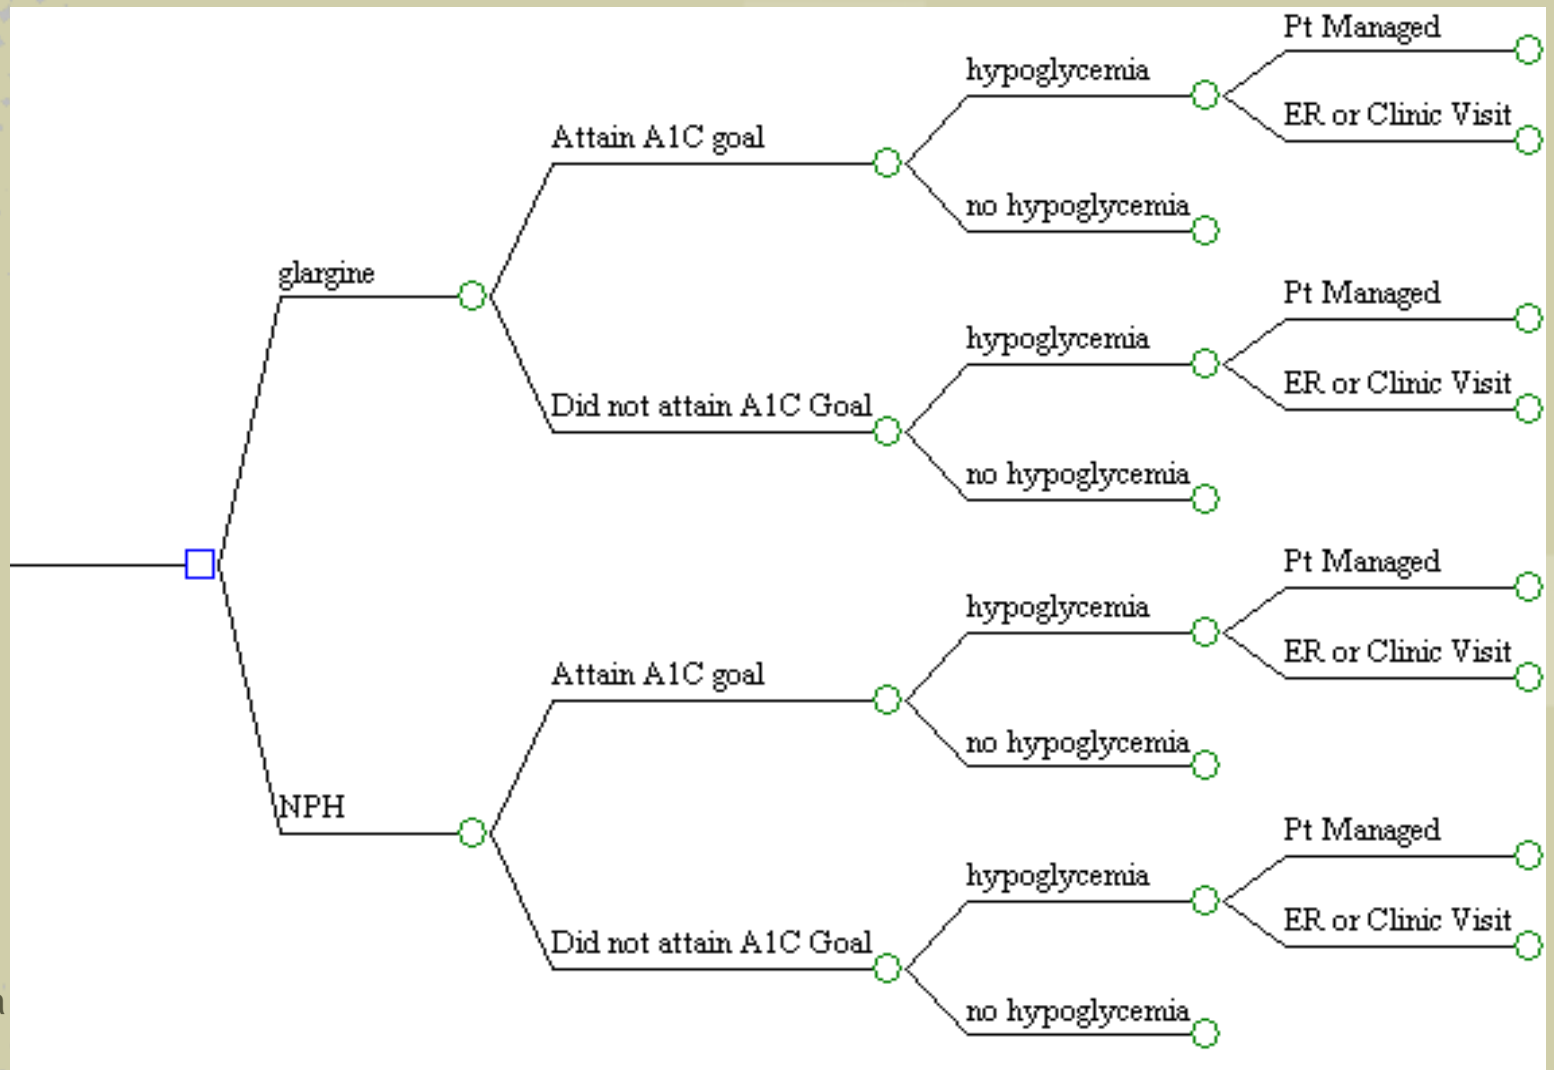 Pt Managed
hypoglycemia
ER or Clinic Visit
Attain A1C goal
no hypoglycemia
glargine
Pt Managed
hypoglycemia
ER or Clinic Visit
Did not attain A1C Goal
no hypoglycemia
Pt Managed
hypoglycemia
ER or Clinic Visit
Attain A1C goal
no hypoglycemia
NPH
Pt Managed
hypoglycemia
ER or Clinic Visit
Did not attain A1C Goal
no hypoglycemia